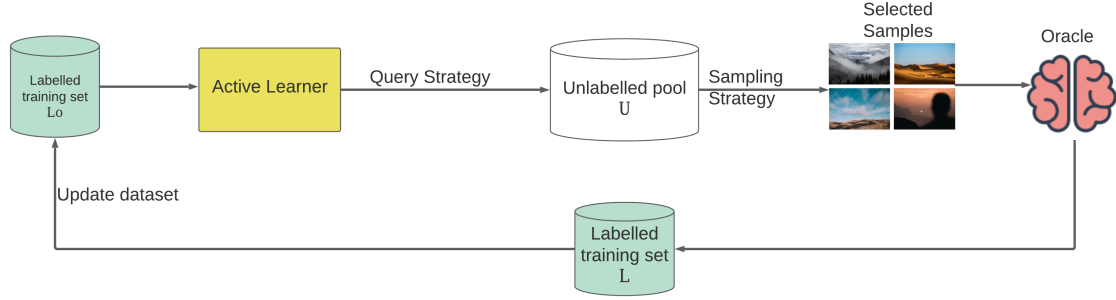 Labelled
training set
Lo
Active Learner
Query Strategy
Unlabelled pool
U
Sampling
Strategy
Selected
Samples
Oracle
Update dataset
Labelled
training set
L